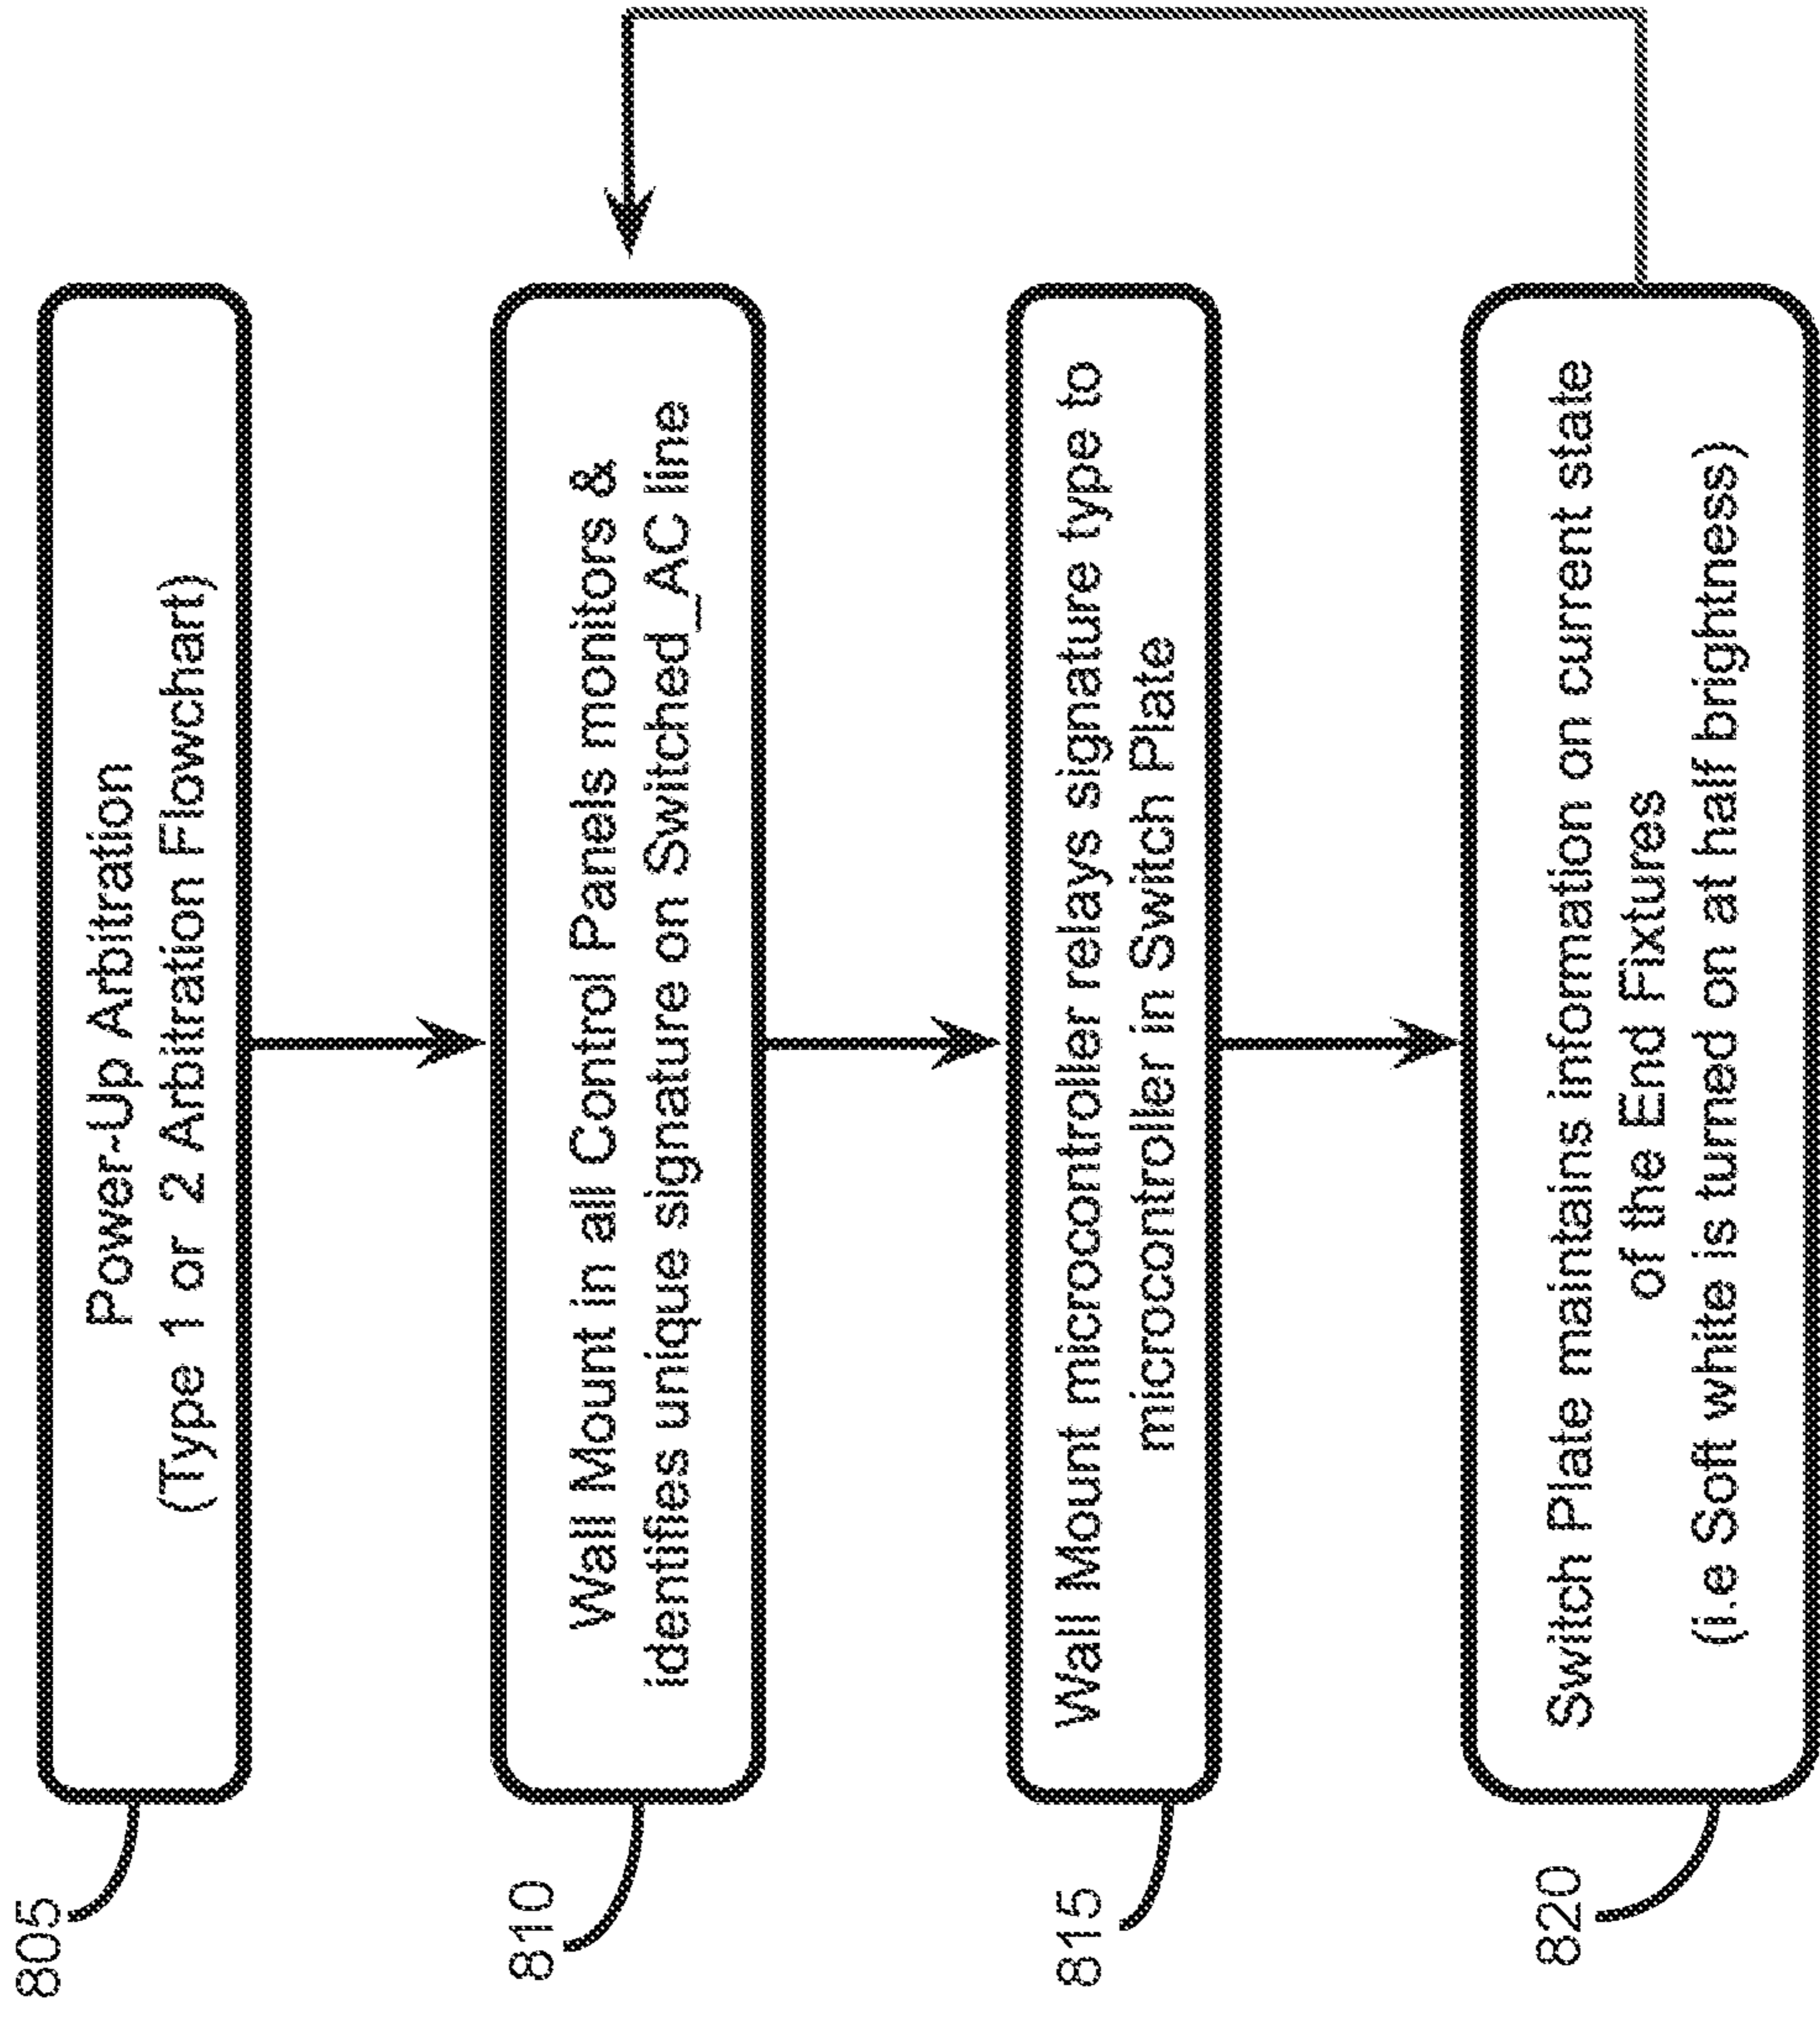 805
Power-Up Arbitration
(Type 1 or 2 Arbitration Flowchart)
810
Wall Mount in all Control Panels monitors &
identifies unique signature on Switched_AC line
815
Wall Mount microcontroller relays signature type to
microcontroller in Switch Plate
820
Switch Plate maintains information on current state
of the End Fixtures
(i.e Soft white is turned on at half brightness)